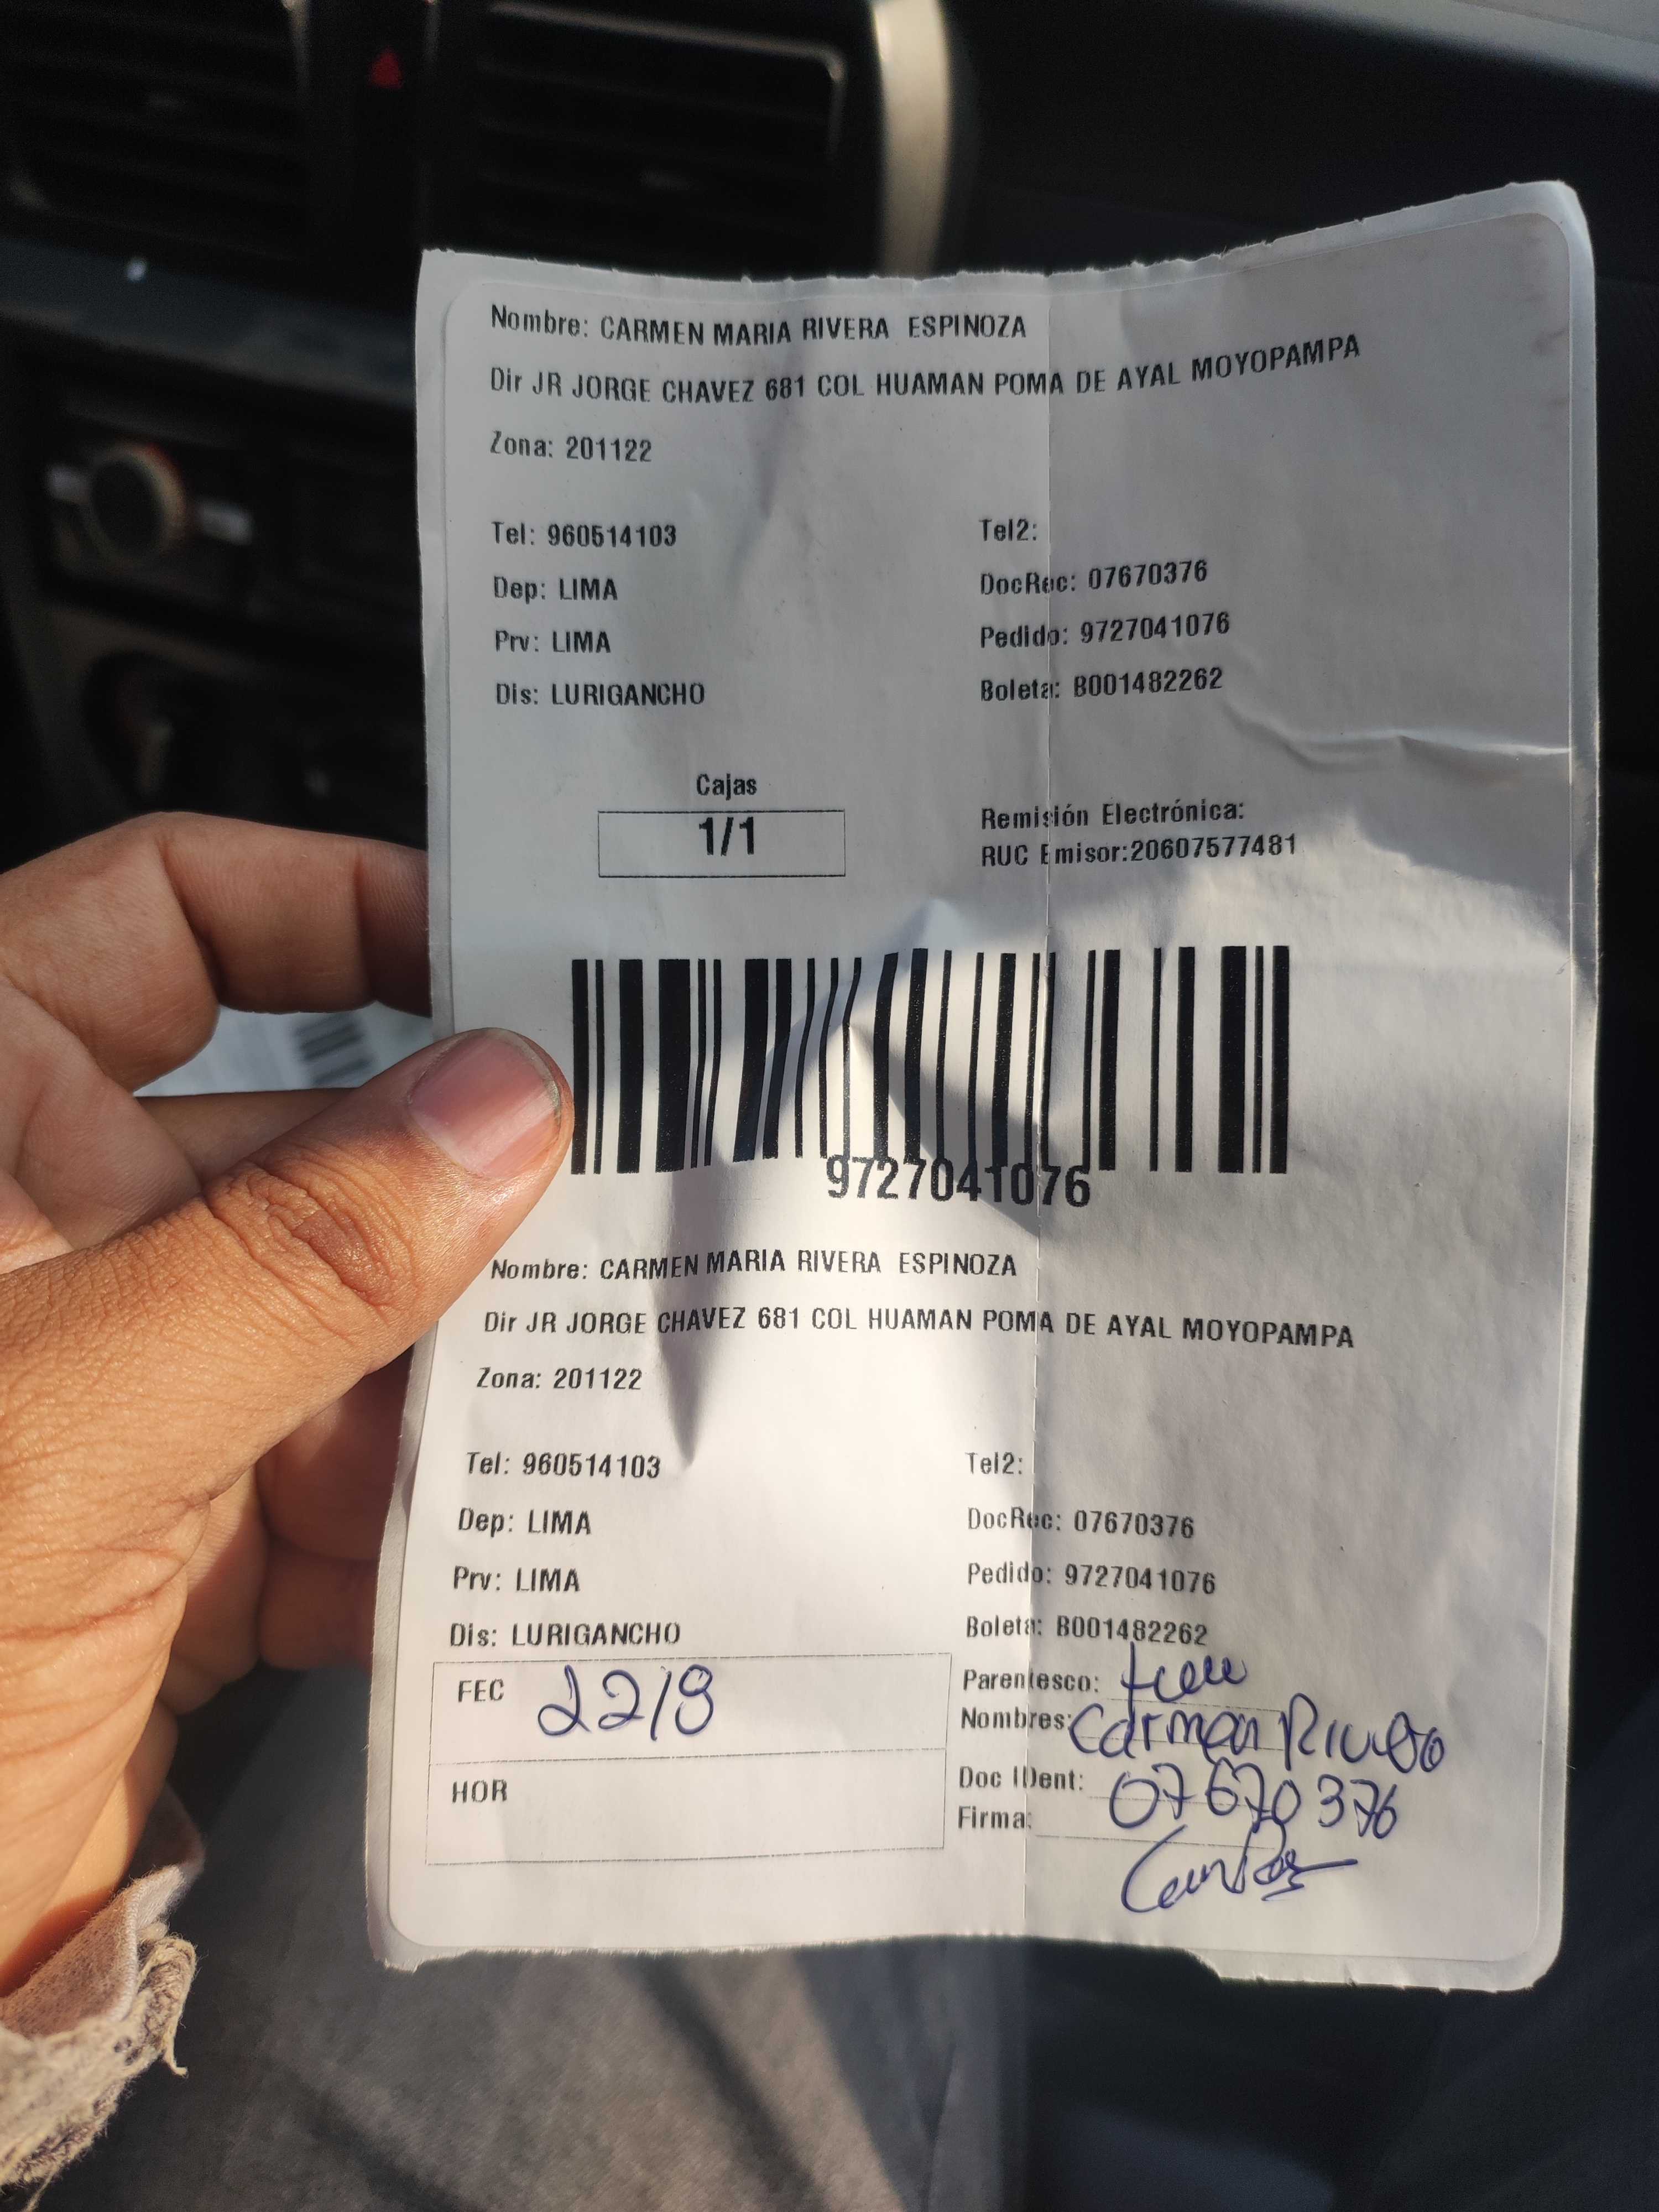 Nombre: CARMEN MARIA RIVERA ESPINOZA
Dir JR JORGE CHAVEZ 681 COL HUAMAN POMA DE AYAL MOYOPAMPA
Zona: 201122
Tel: 960514103 Tel2:
Dep: LIMA DocRec: 07670376
Prv: LIMA Pedido: 9727041076
Dis: LURIGANCHO Boleta: B001482262
Cajas
1/1
Remisión Electrónica:
RUC Emisor:20607577481
9727041076
Nombre: CARMEN MARIA RIVERA ESPINOZA
Dir JR JORGE CHAVEZ 681 COL HUAMAN POMA DE AYAL MOYOPAMPA
Zona: 201122
Tel: 960514103 Tel2:
Dep: LIMA DocRec: 07670376
Prv: LIMA Pedido: 9727041076
Dis: LURIGANCHO Boleta: B001482262
FEC 22/8
HOR
Parentesco:
Nombres: Carmen Rivera
Doc IDent: 07670376
Firma: